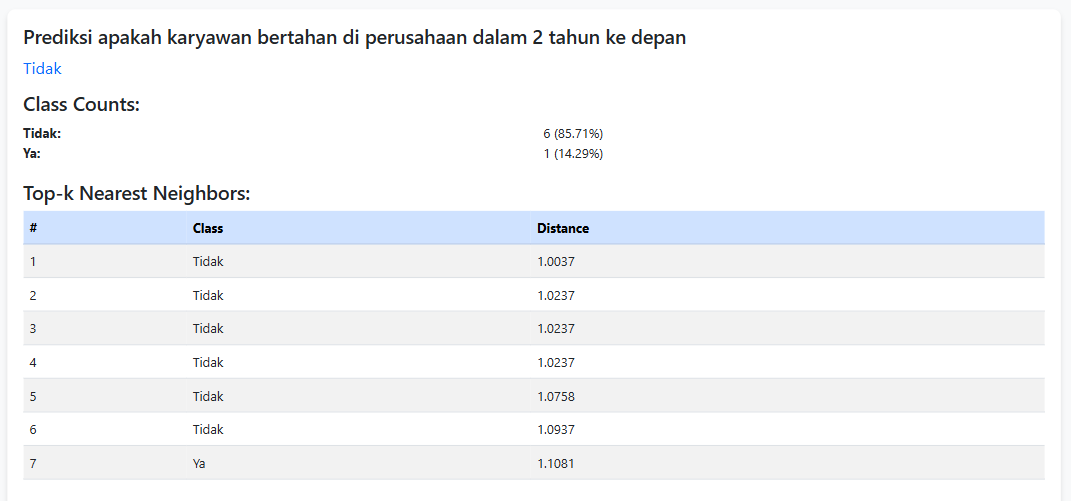 Prediksi apakah karyawan bertahan di perusahaan dalam 2 tahun ke depan
Tidak
Class Counts:
Tidak: 6 (85.71%)
Ya: 1 (14.29%)
Top-k Nearest Neighbors:
# Class Distance
1 Tidak 1.0037
2 Tidak 1.0237
3 Tidak 1.0237
4 Tidak 1.0237
5 Tidak 1.0758
6 Tidak 1.0937
7 Ya 1.1081